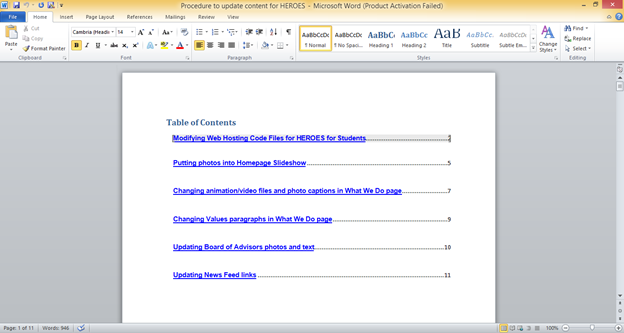 Procedure to update content for HEROES - Microsoft Word (Product Activation Failed)
File Home Insert Page Layout References Mailings Review View
Paste
Cut
Copy
Format Painter
Clipboard
Cambria (Headi 14
B I U abc X₂ X²
Font
Paragraph
AaBbCcDc AaBbCcDc AaBbC AaBbCc AaB AaBbCc. AaBbCcDc
¶ Normal ¶ No Spaci... Heading 1 Heading 2 Title Subtitle Subtle Em...
Styles
Change Styles
Find
Replace
Select
Editing
Table of Contents
Modifying Web Hosting Code Files for HEROES for Students
Putting photos into Homepage Slideshow 5
Changing animation/video files and photo captions in What We Do page 7
Changing Values paragraphs in What We Do page 9
Updating Board of Advisors photos and text 10
Updating News Feed links 11
Page: 1 of 11 Words: 946 100%